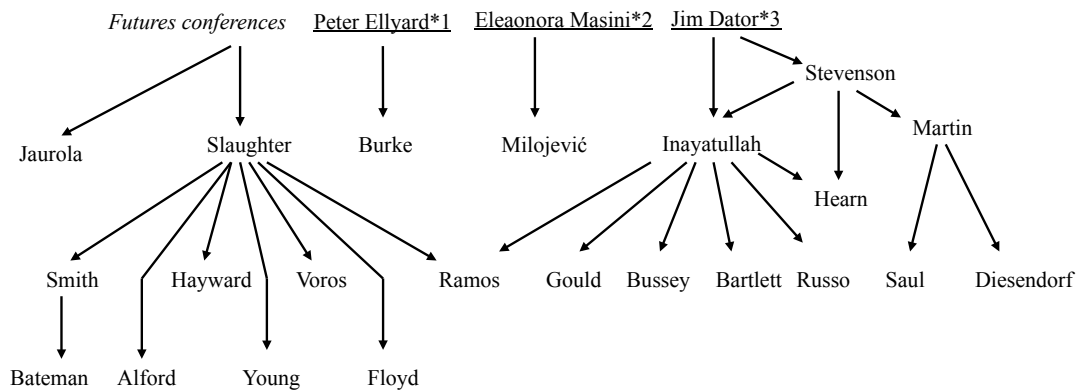 Futures conferences Peter Ellyard*1 Eleaonora Masini*2 Jim Dator*3
Stevenson
Martin
Jaurola Slaughter Burke Milojević Inayatullah
Hearn
Smith Hayward Voros Ramos Gould Bussey Bartlett Russo Saul Diesendorf
Bateman Alford Young Floyd